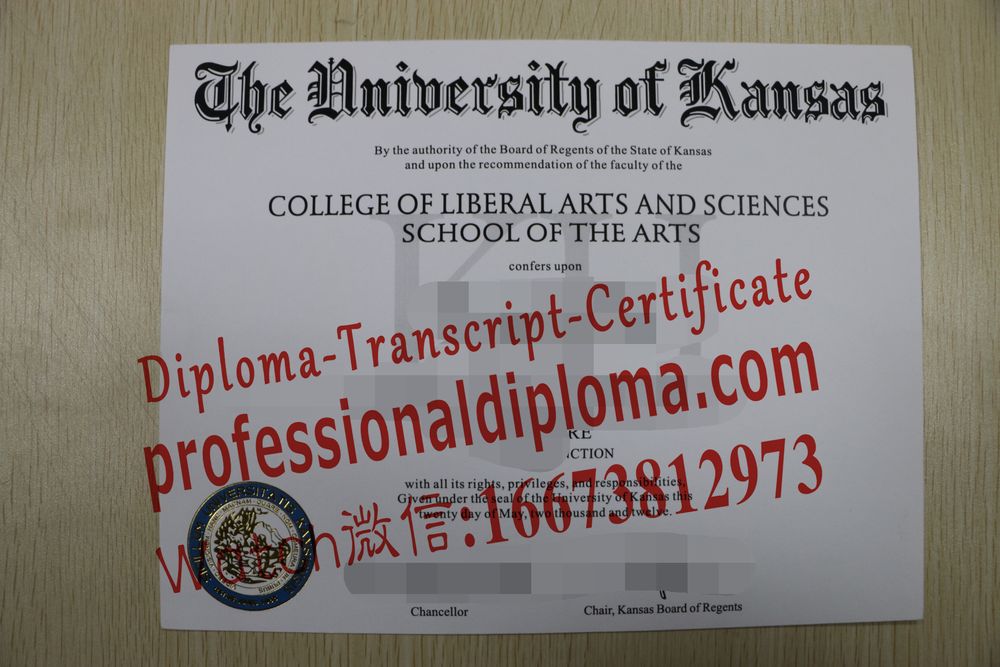 The University of Kansas
By the authority of the Board of Regents of the State of Kansas
and upon the recommendation of the faculty of the
COLLEGE OF LIBERAL ARTS AND SCIENCES
SCHOOL OF THE ARTS
confers upon
Diploma-Transcript-Certificate
professionaldiploma.com
CTION
with all its rights, privileges, and responsibilities,
Given under the seal of the University of Kansas this
twenty day of May, two thousand and twelve.
微信:16673812973
Chancellor
Chair, Kansas Board of Regents